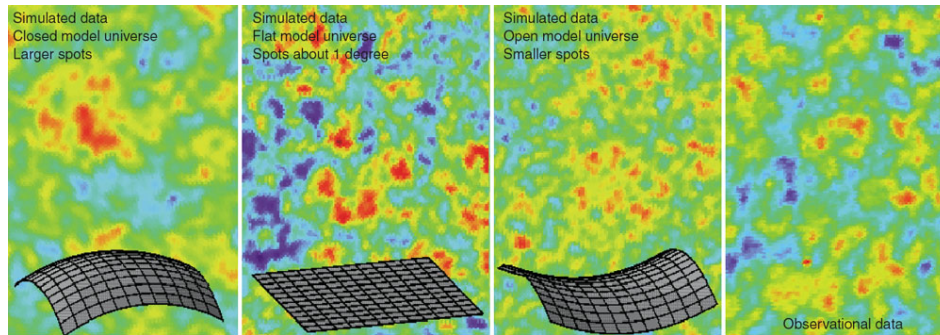 Simulated data
Closed model universe
Larger spots
Simulated data
Flat model universe
Spots about 1 degree
Simulated data
Open model universe
Smaller spots
Observational data